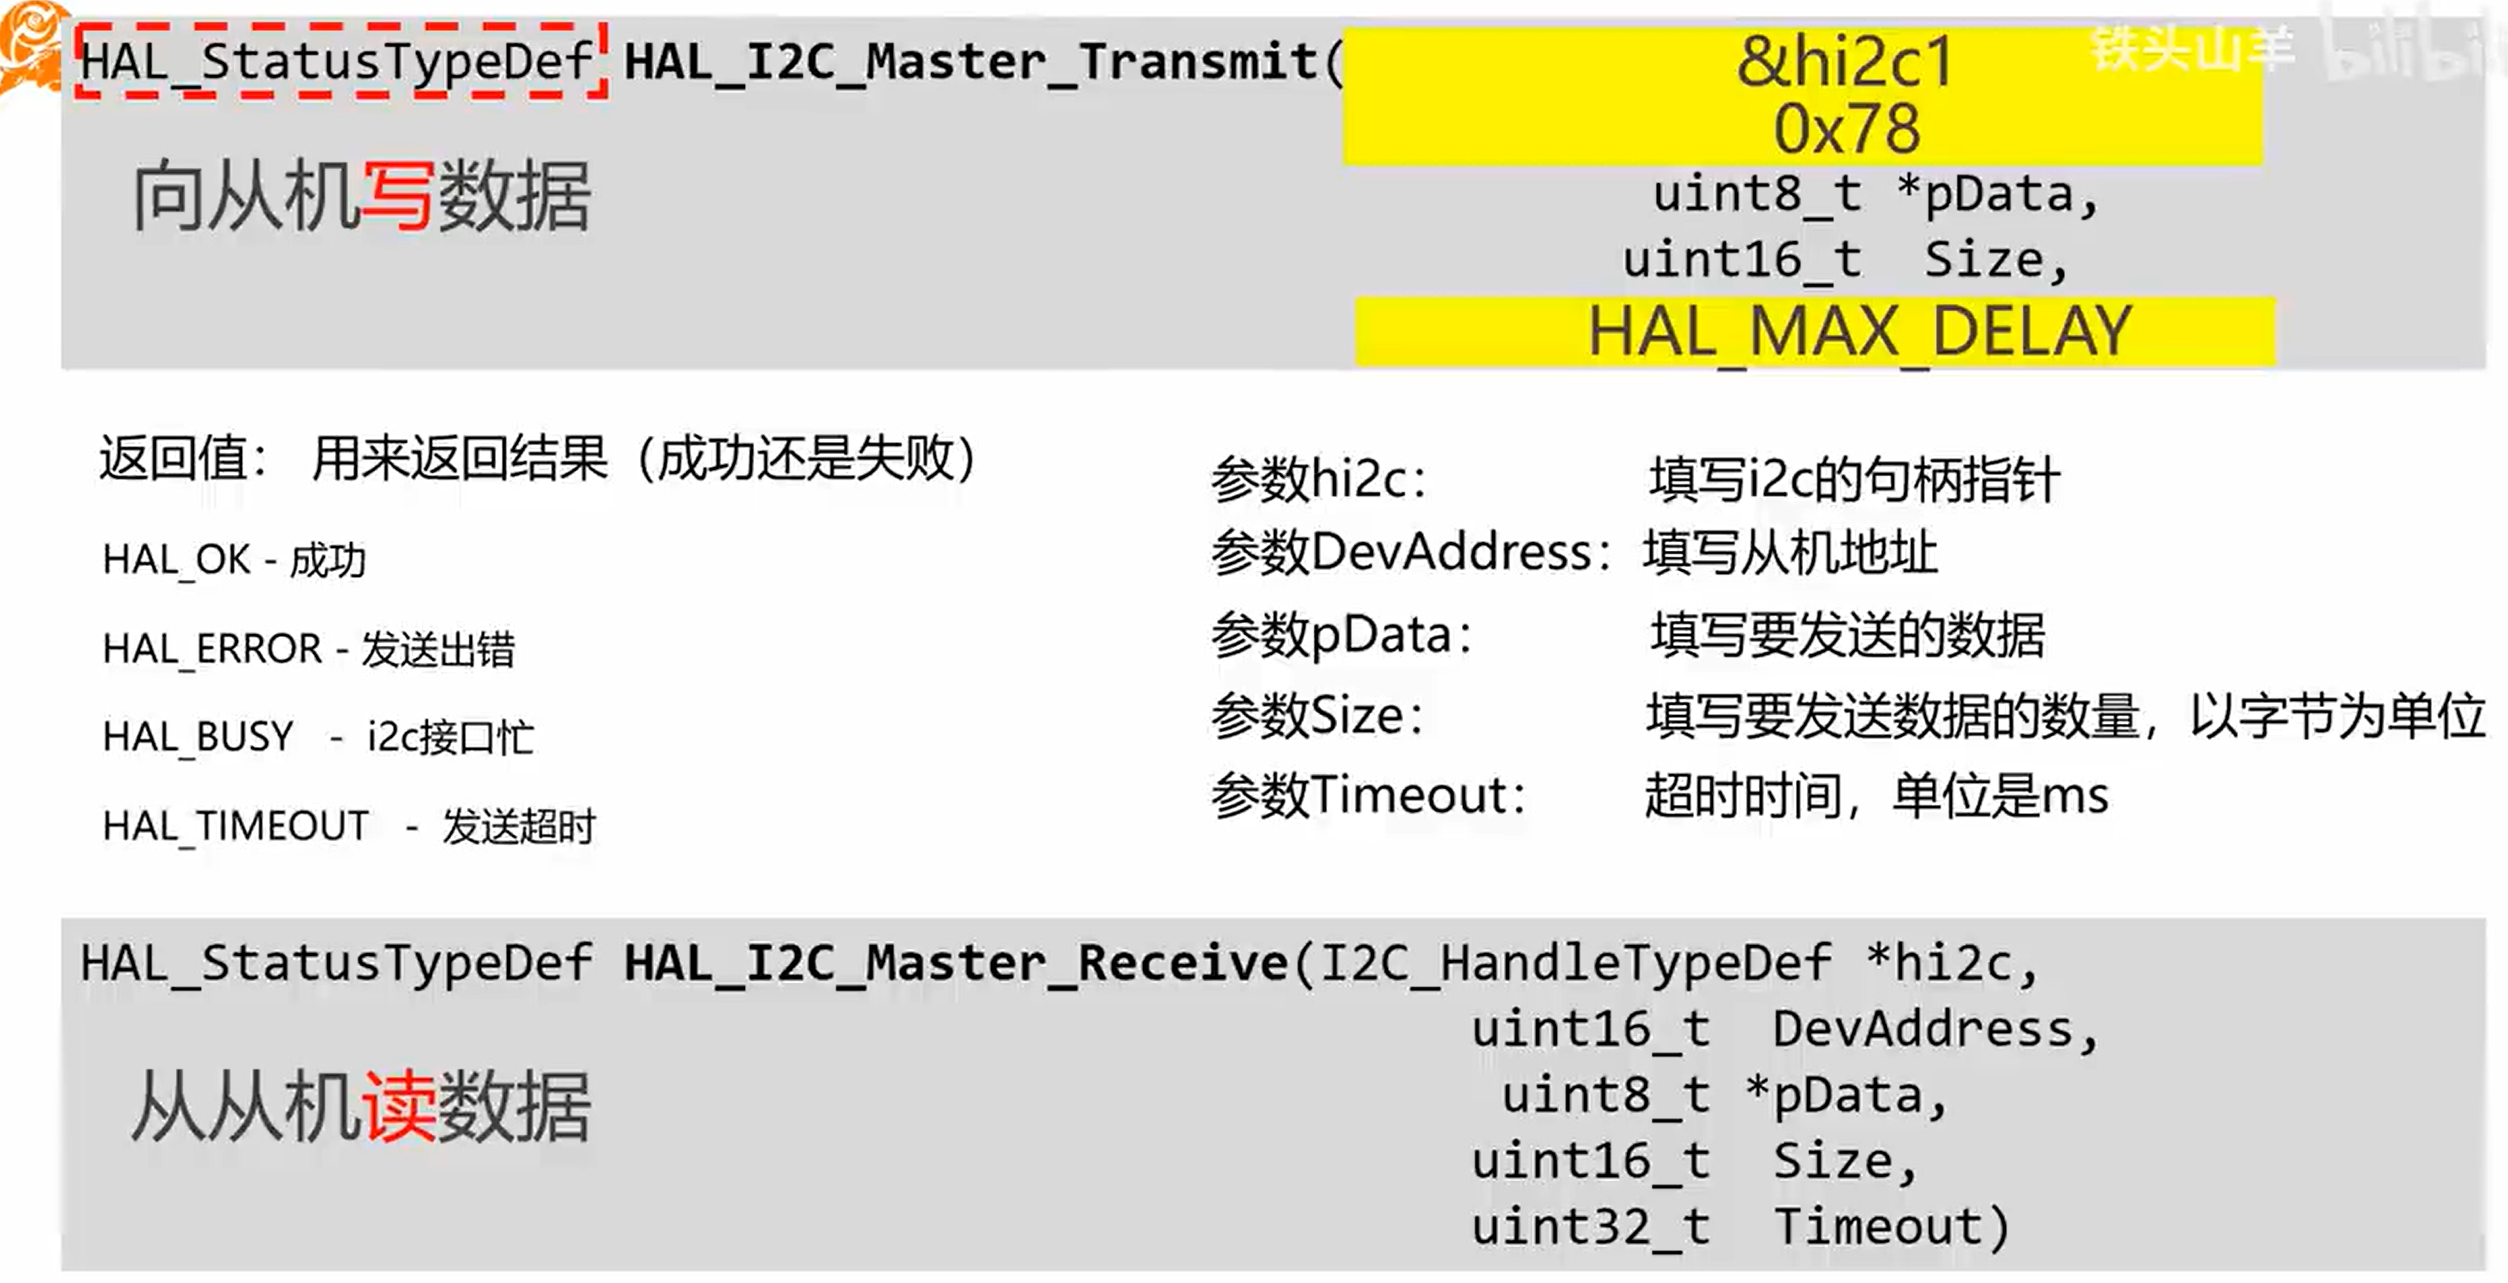 HAL_StatusTypeDef HAL_I2C_Master_Transmit(
&hi2c1
铁头山羊 bilibili
0x78
向从机写数据
uint8_t *pData,
uint16_t Size,
HAL_MAX_DELAY
返回值： 用来返回结果（成功还是失败）
HAL_OK - 成功
HAL_ERROR - 发送出错
HAL_BUSY - i2c接口忙
HAL_TIMEOUT - 发送超时
参数hi2c： 填写i2c的句柄指针
参数DevAddress： 填写从机地址
参数pData： 填写要发送的数据
参数Size： 填写要发送数据的数量，以字节为单位
参数Timeout： 超时时间，单位是ms
HAL_StatusTypeDef HAL_I2C_Master_Receive(I2C_HandleTypeDef *hi2c,
uint16_t DevAddress,
从从机读数据
uint8_t *pData,
uint16_t Size,
uint32_t Timeout)